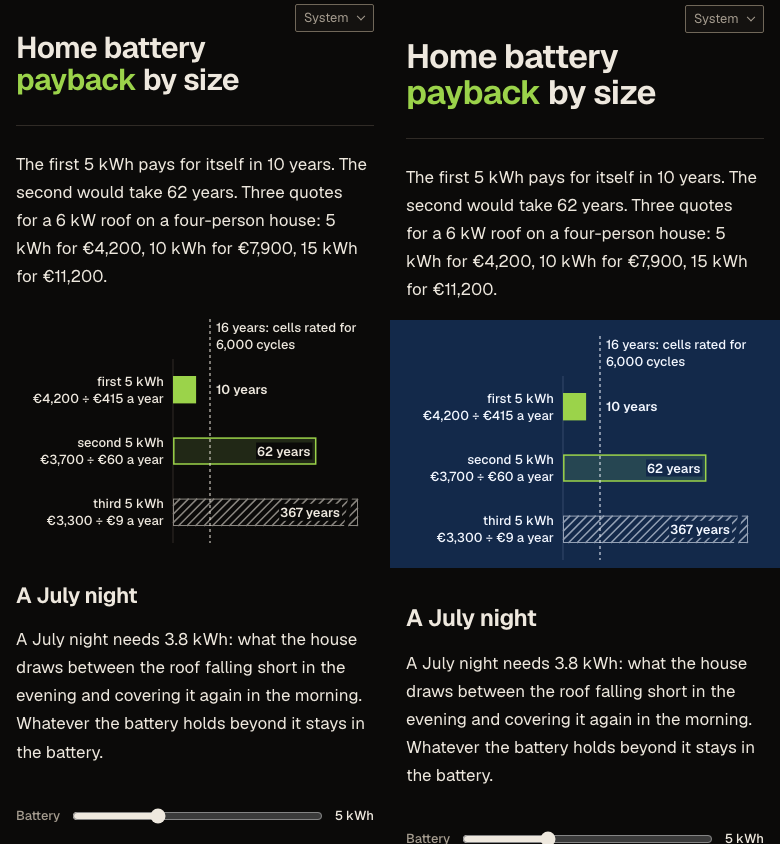 System
Home battery
payback by size
The first 5 kWh pays for itself in 10 years. The
second would take 62 years. Three quotes
for a 6 kW roof on a four-person house: 5
kWh for €4,200, 10 kWh for €7,900, 15 kWh
for €11,200.
16 years: cells rated for
6,000 cycles
first 5 kWh
€4,200 ÷ €415 a year
10 years
second 5 kWh
€3,700 ÷ €60 a year
62 years
third 5 kWh
€3,300 ÷ €9 a year
367 years
A July night
A July night needs 3.8 kWh: what the house
draws between the roof falling short in the
evening and covering it again in the morning.
Whatever the battery holds beyond it stays in
the battery.
Battery
5 kWh
System
Home battery
payback by size
The first 5 kWh pays for itself in 10 years. The
second would take 62 years. Three quotes
for a 6 kW roof on a four-person house: 5
kWh for €4,200, 10 kWh for €7,900, 15 kWh
for €11,200.
16 years: cells rated for
6,000 cycles
first 5 kWh
€4,200 ÷ €415 a year
10 years
second 5 kWh
€3,700 ÷ €60 a year
62 years
third 5 kWh
€3,300 ÷ €9 a year
367 years
A July night
A July night needs 3.8 kWh: what the house
draws between the roof falling short in the
evening and covering it again in the morning.
Whatever the battery holds beyond it stays in
the battery.
Battery
5 kWh